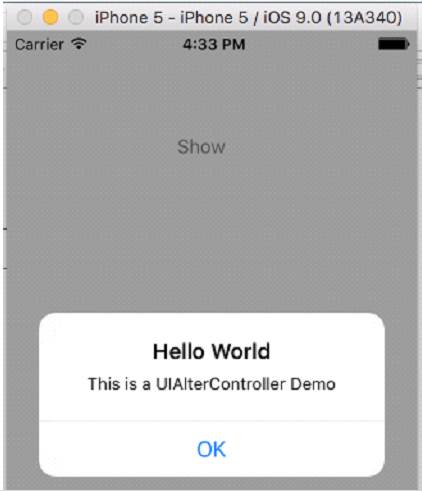 iPhone 5 - iPhone 5 / iOS 9.0 (13A340)
Carrier 4:33 PM
Show
Hello World
This is a UIAlterController Demo
OK